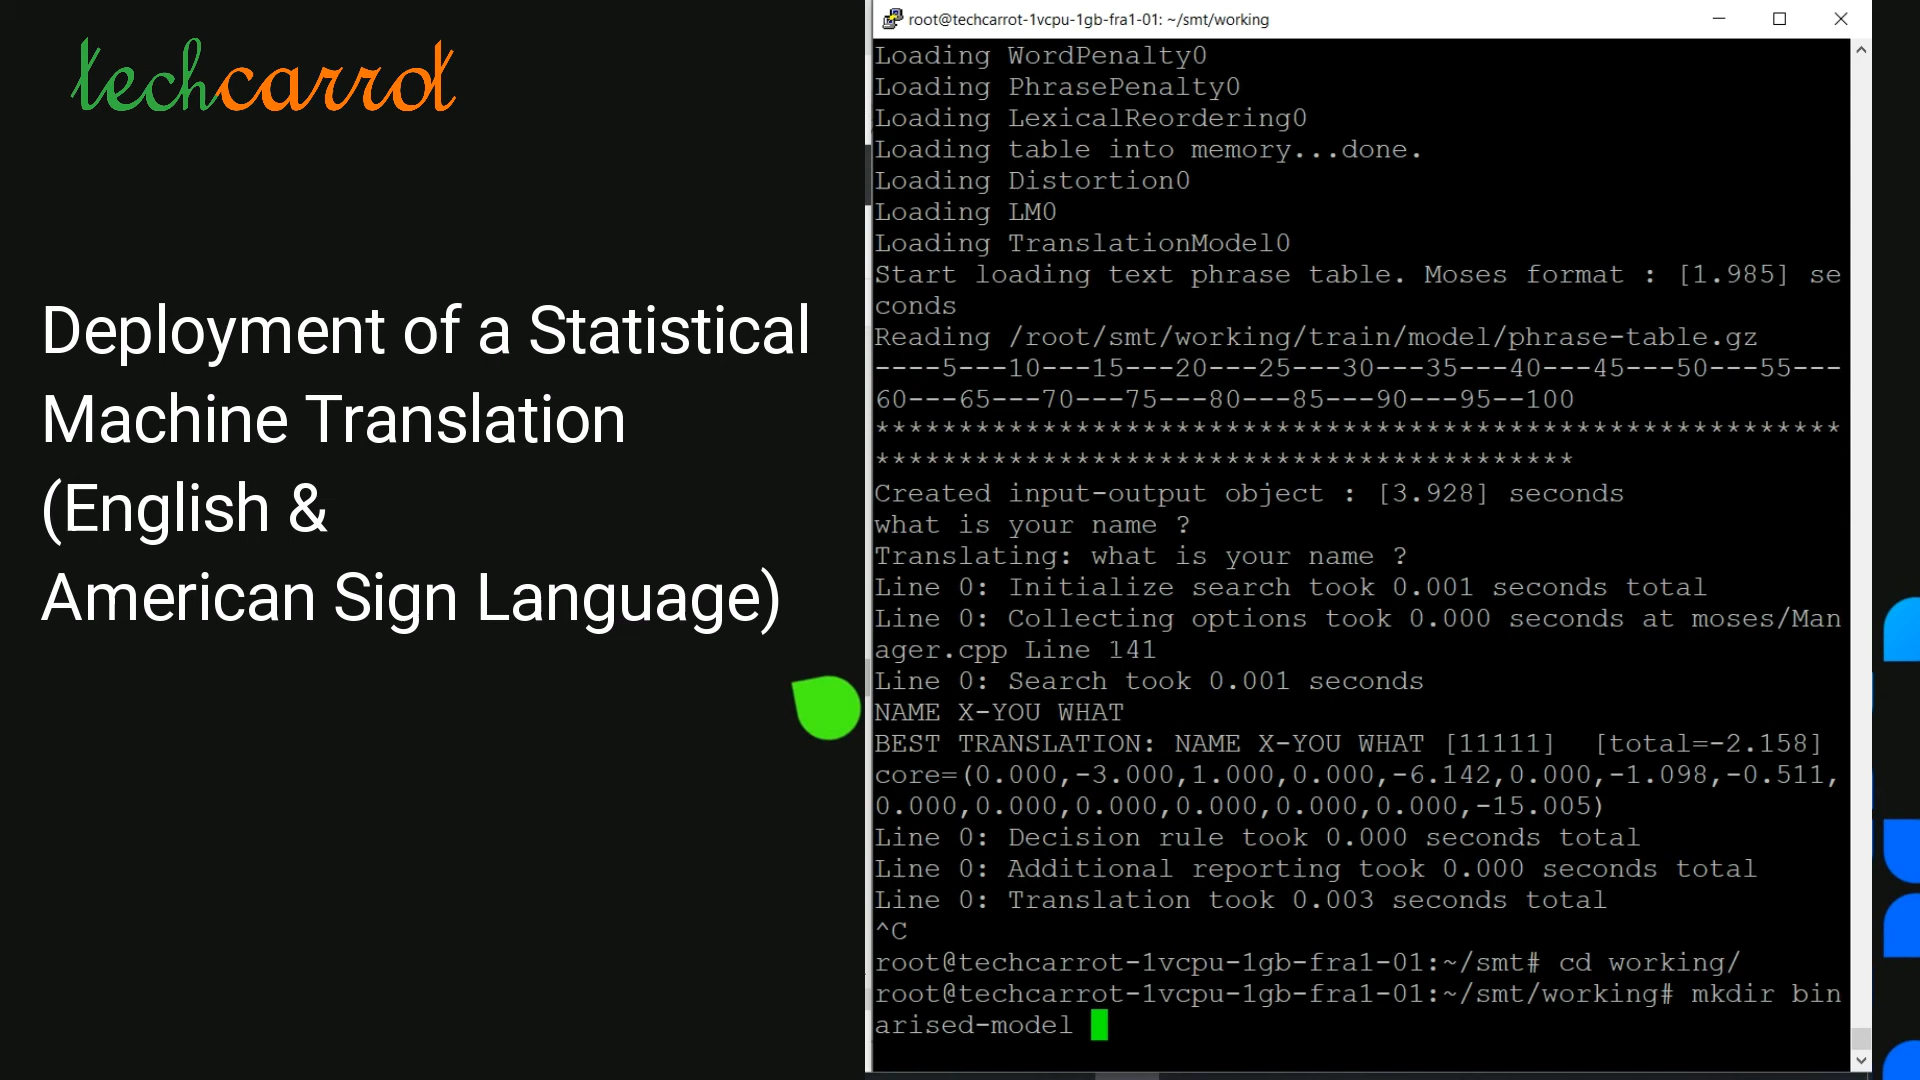 techcarrot
Deployment of a Statistical
Machine Translation
(English &
American Sign Language)
root@techcarrot-1vcpu-1gb-fra1-01: ~/smt/working
Loading WordPenalty0
Loading PhrasePenalty0
Loading LexicalReordering0
Loading table into memory...done.
Loading Distortion0
Loading LM0
Loading TranslationModel0
Start loading text phrase table. Moses format : [1.985] se
conds
Reading /root/smt/working/train/model/phrase-table.gz
----5---10---15---20---25---30---35---40---45---50---55---
60---65---70---75---80---85---90---95--100
**********************************************************
******************************************
Created input-output object : [3.928] seconds
what is your name ?
Translating: what is your name ?
Line 0: Initialize search took 0.001 seconds total
Line 0: Collecting options took 0.000 seconds at moses/Man
ager.cpp Line 141
Line 0: Search took 0.001 seconds
NAME X-YOU WHAT
BEST TRANSLATION: NAME X-YOU WHAT [11111]  [total=-2.158]
core=(0.000,-3.000,1.000,0.000,-6.142,0.000,-1.098,-0.511,
0.000,0.000,0.000,0.000,0.000,0.000,-15.005)
Line 0: Decision rule took 0.000 seconds total
Line 0: Additional reporting took 0.000 seconds total
Line 0: Translation took 0.003 seconds total
^C
root@techcarrot-1vcpu-1gb-fra1-01:~/smt# cd working/
root@techcarrot-1vcpu-1gb-fra1-01:~/smt/working# mkdir bin
arised-model